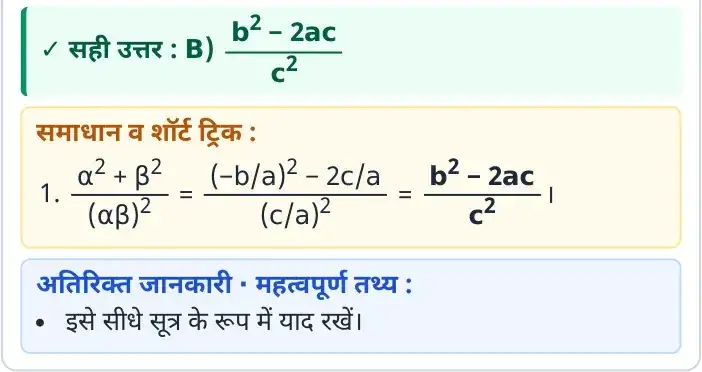 ✓ सही उत्तर : B) (b² – 2ac)/c²
समाधान व शॉर्ट ट्रिक :
1. (α² + β²)/(αβ)² = ((–b/a)² – 2c/a)/(c/a)² = (b² – 2ac)/c² ।
अतिरिक्त जानकारी · महत्वपूर्ण तथ्य :
• इसे सीधे सूत्र के रूप में याद रखें।